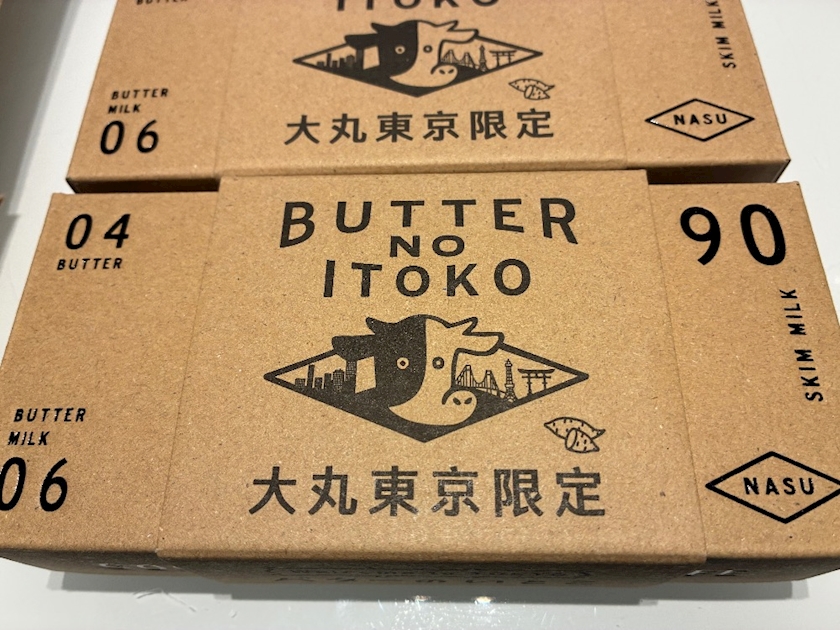 BUTTER
ITOKO
SKIM MILK
BUTTER
MILK
06
大丸東京限定
NASU
04
BUTTER
BUTTER
NO
ITOKO
90
SKIM MILK
BUTTER
MILK
06
大丸東京限定
NASU